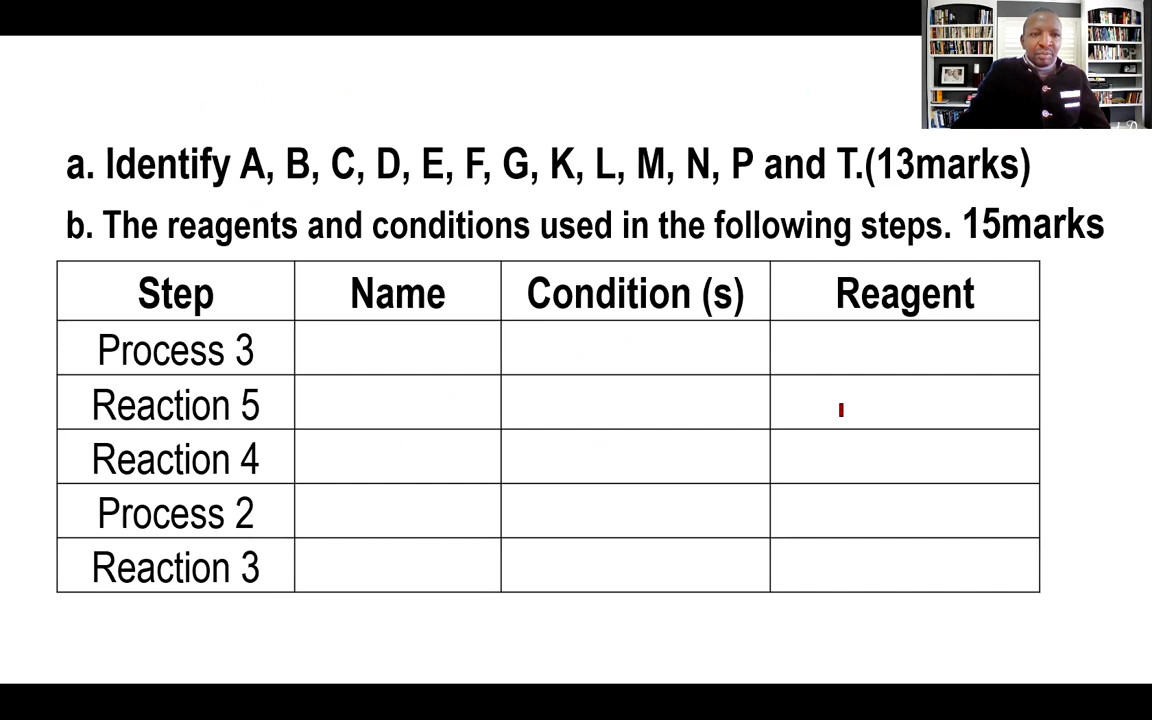 a. Identify A, B, C, D, E, F, G, K, L, M, N, P and T.(13marks)
b. The reagents and conditions used in the following steps. 15marks
Step Name Condition (s) Reagent
Process 3
Reaction 5
Reaction 4
Process 2
Reaction 3